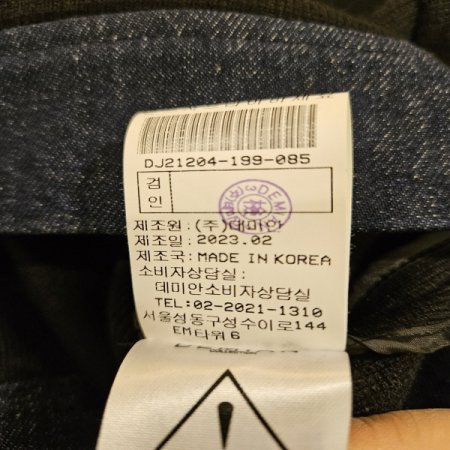 DJ21204-199-085
검
인
제조원 : (주)데미안
제조일 : 2023.02
제조국: MADE IN KOREA
소비자상담실:
데미안소비자상담실
TEL:02-2021-1310
서울성동구성수이로144
EM타워6